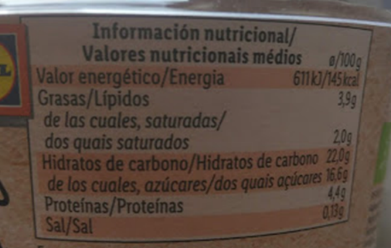 Información nutricional/
Valores nutricionais médios ø/100g
Valor energético/Energia 611 kJ/145 kcal
Grasas/Lípidos 3,9g
de las cuales, saturadas/
dos quais saturados 2,0g
Hidratos de carbono/Hidratos de carbono 22,0g
de los cuales, azúcares/dos quais açúcares 16,6g
Proteínas/Proteínas 4,4g
Sal/Sal 0,13g